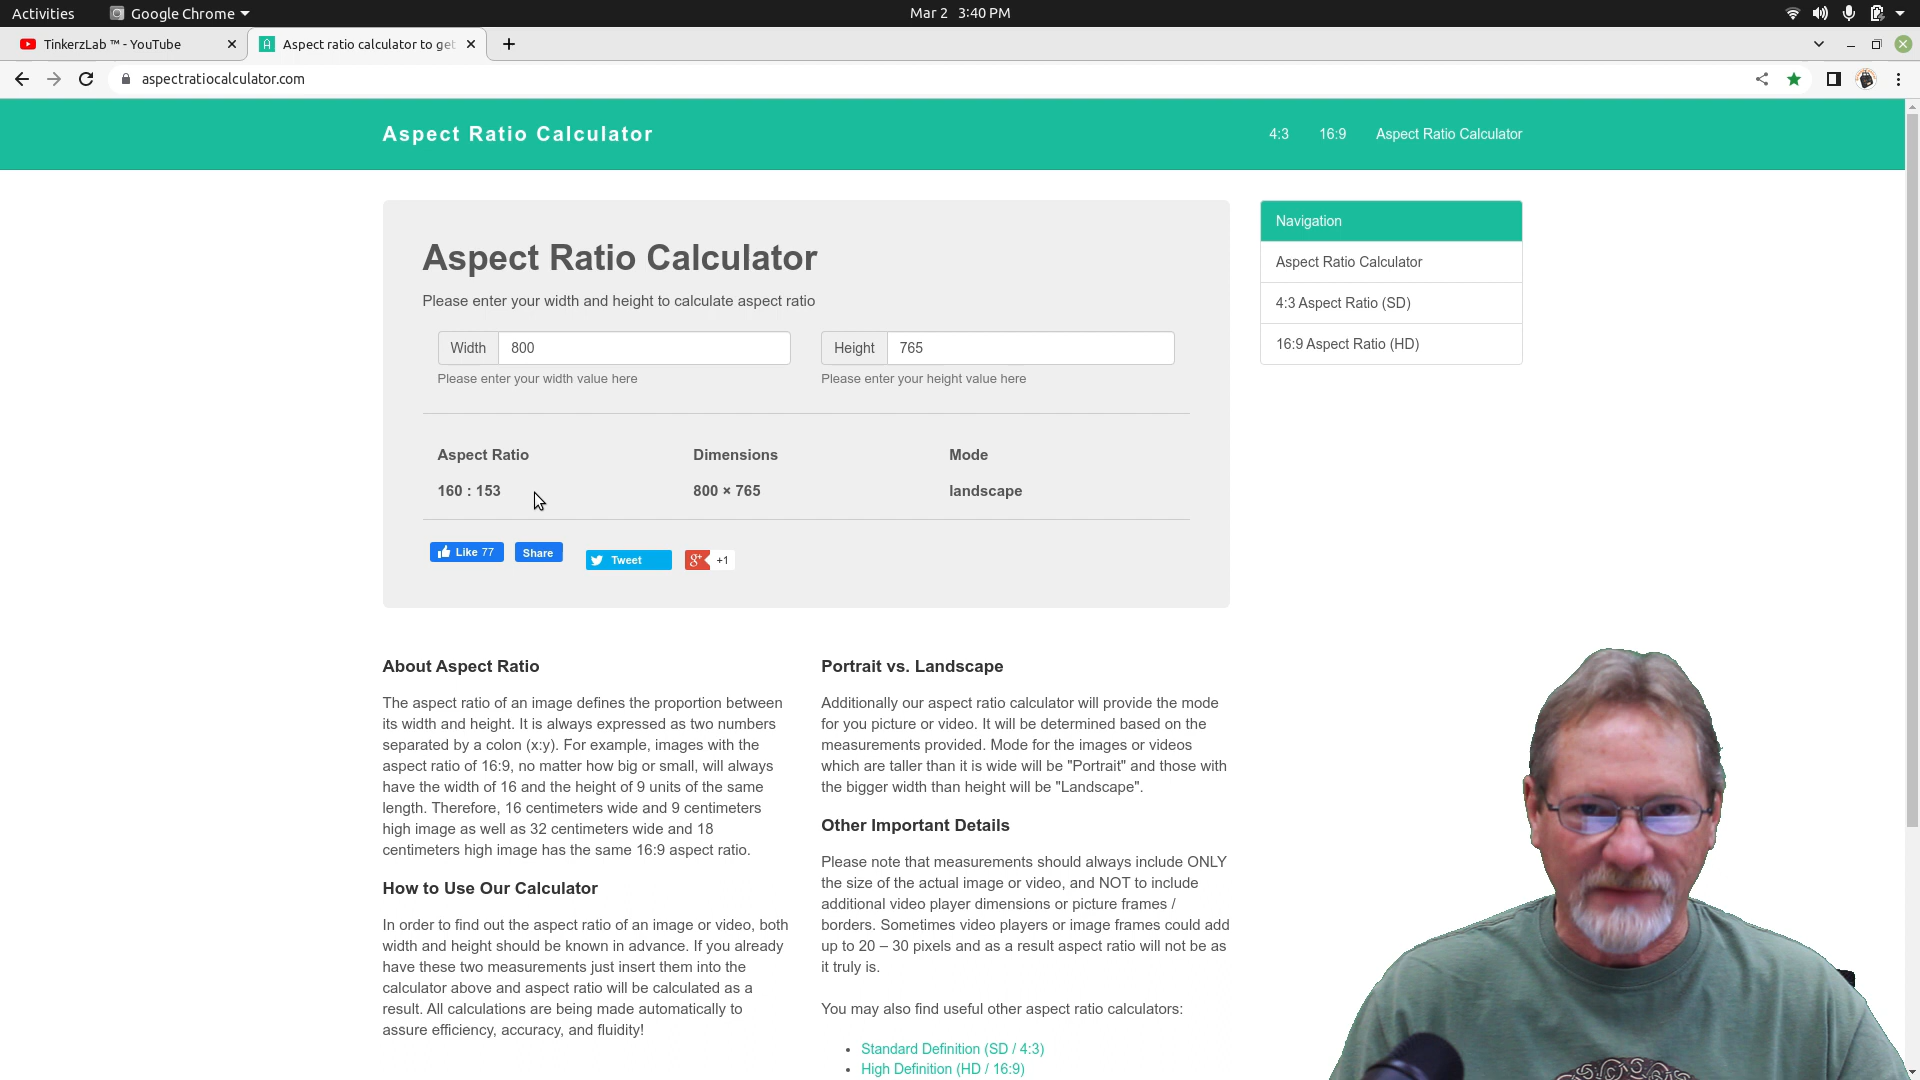 Activities
Google Chrome
Mar 2 3:40 PM
TinkerzLab ™ - YouTube
Aspect ratio calculator to get
aspectratiocalculator.com
Aspect Ratio Calculator
4:3
16:9
Aspect Ratio Calculator
Aspect Ratio Calculator
Please enter your width and height to calculate aspect ratio
Width
800
Height
765
Please enter your width value here
Please enter your height value here
Aspect Ratio
Dimensions
Mode
160 : 153
800 × 765
landscape
Like 77
Share
Tweet
g+
+1
Navigation
Aspect Ratio Calculator
4:3 Aspect Ratio (SD)
16:9 Aspect Ratio (HD)
About Aspect Ratio
The aspect ratio of an image defines the proportion between
its width and height. It is always expressed as two numbers
separated by a colon (x:y). For example, images with the
aspect ratio of 16:9, no matter how big or small, will always
have the width of 16 and the height of 9 units of the same
length. Therefore, 16 centimeters wide and 9 centimeters
high image as well as 32 centimeters wide and 18
centimeters high image has the same 16:9 aspect ratio.
How to Use Our Calculator
In order to find out the aspect ratio of an image or video, both
width and height should be known in advance. If you already
have these two measurements just insert them into the
calculator above and aspect ratio will be calculated as a
result. All calculations are being made automatically to
assure efficiency, accuracy, and fluidity!
Portrait vs. Landscape
Additionally our aspect ratio calculator will provide the mode
for you picture or video. It will be determined based on the
measurements provided. Mode for the images or videos
which are taller than it is wide will be "Portrait" and those with
the bigger width than height will be "Landscape".
Other Important Details
Please note that measurements should always include ONLY
the size of the actual image or video, and NOT to include
additional video player dimensions or picture frames /
borders. Sometimes video players or image frames could add
up to 20 – 30 pixels and as a result aspect ratio will not be as
it truly is.
You may also find useful other aspect ratio calculators:
Standard Definition (SD / 4:3)
High Definition (HD / 16:9)